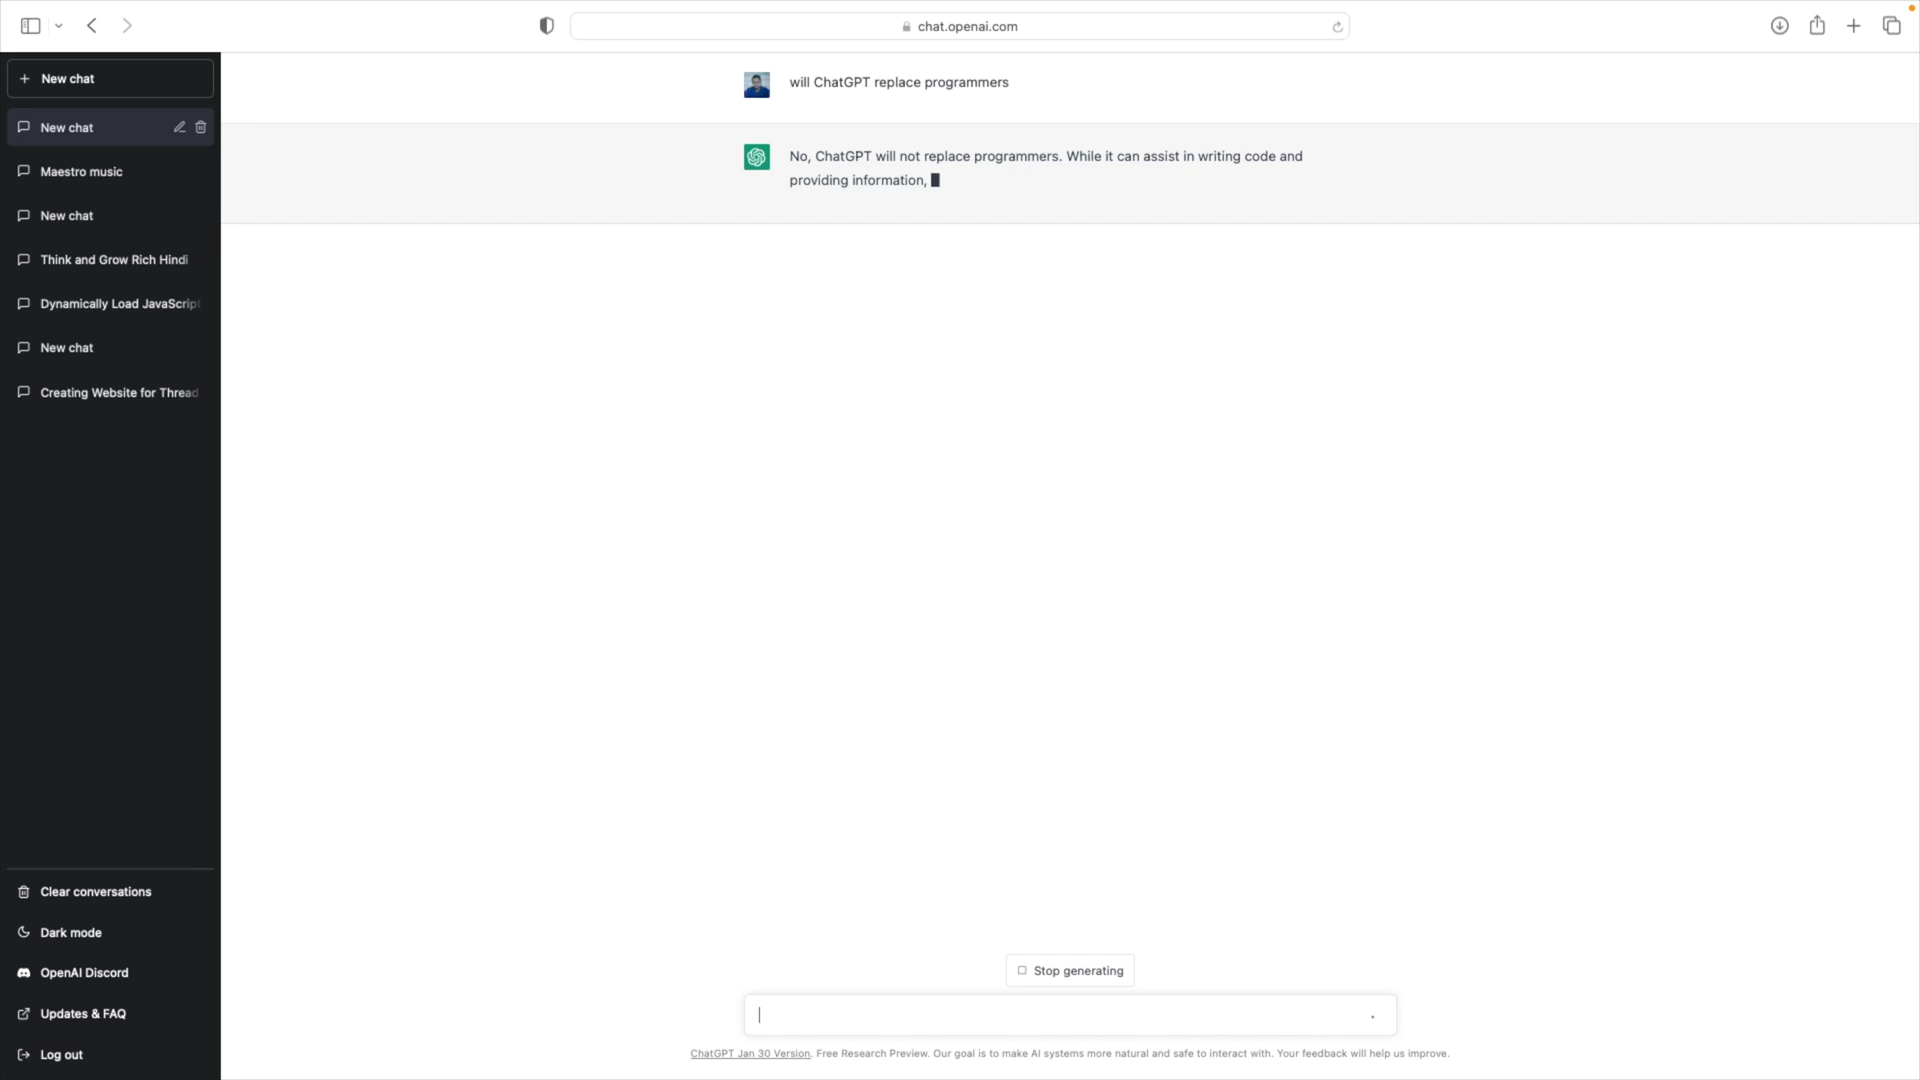 chat.openai.com
New chat
New chat
Maestro music
New chat
Think and Grow Rich Hindi
Dynamically Load JavaScript
New chat
Creating Website for Thread
Clear conversations
Dark mode
OpenAI Discord
Updates & FAQ
Log out
will ChatGPT replace programmers
No, ChatGPT will not replace programmers. While it can assist in writing code and
providing information,
Stop generating
ChatGPT Jan 30 Version. Free Research Preview. Our goal is to make AI systems more natural and safe to interact with. Your feedback will help us improve.